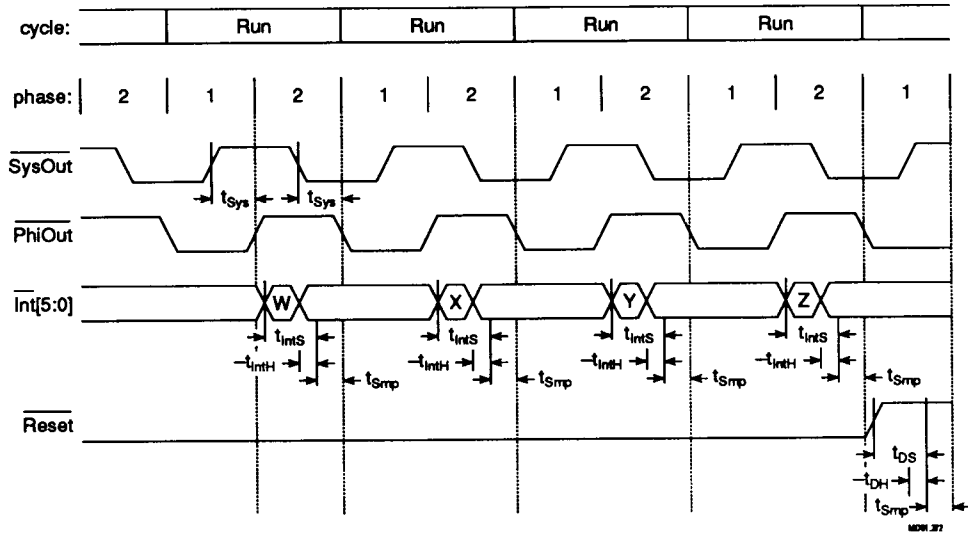 cycle: Run Run Run Run
phase: 2 1 2 1 2 1 2 1 2 1
SysOut
tSys tSys
PhiOut
Int[5:0] W X Y Z
tIntS tIntS tIntS tIntS
–tIntH –tIntH –tIntH –tIntH
tSmp tSmp tSmp tSmp
Reset
tDS
–tDH
tSmp